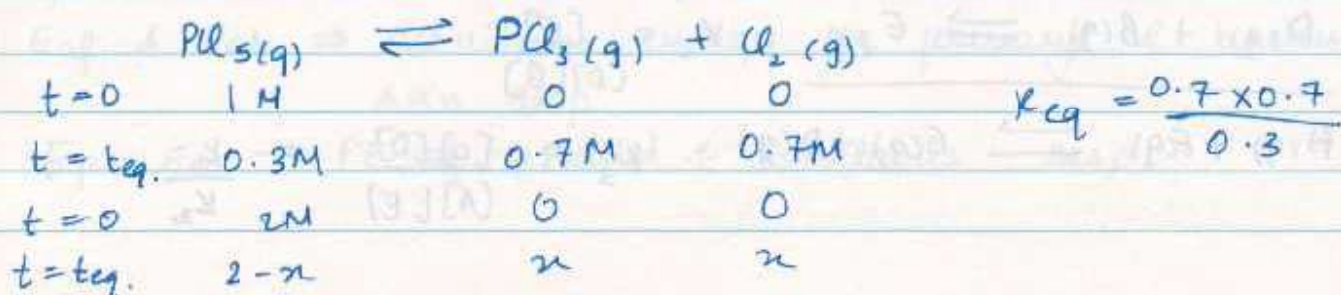 PCl₅(g) ⇌ PCl₃(g) + Cl₂(g)
t=0 1 M 0 0 Keq = 0.7 × 0.7 / 0.3
t = teq. 0.3M 0.7M 0.7M
t = 0 2M 0 0
t = teq. 2-x x x